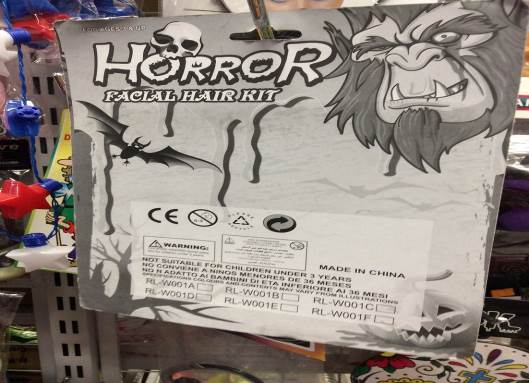 FOR AGES 3 & UP
HORROR
FACIAL HAIR KIT
CE
WARNING:
MADE IN CHINA
NOT SUITABLE FOR CHILDREN UNDER 3 YEARS
NO CONVIENE A NINOS MENORES DE 36 MESES
NO N ADATTO AI BAMBINI DI ETA INFERIORE AI 36 MESI
SPECIFICATIONS COLOURS AND CONTENTS MAY VARY FROM ILLUSTRATIONS
RL-W001A
RL-W001B
RL-W001C
RL-W001D
RL-W001E
RL-W001F